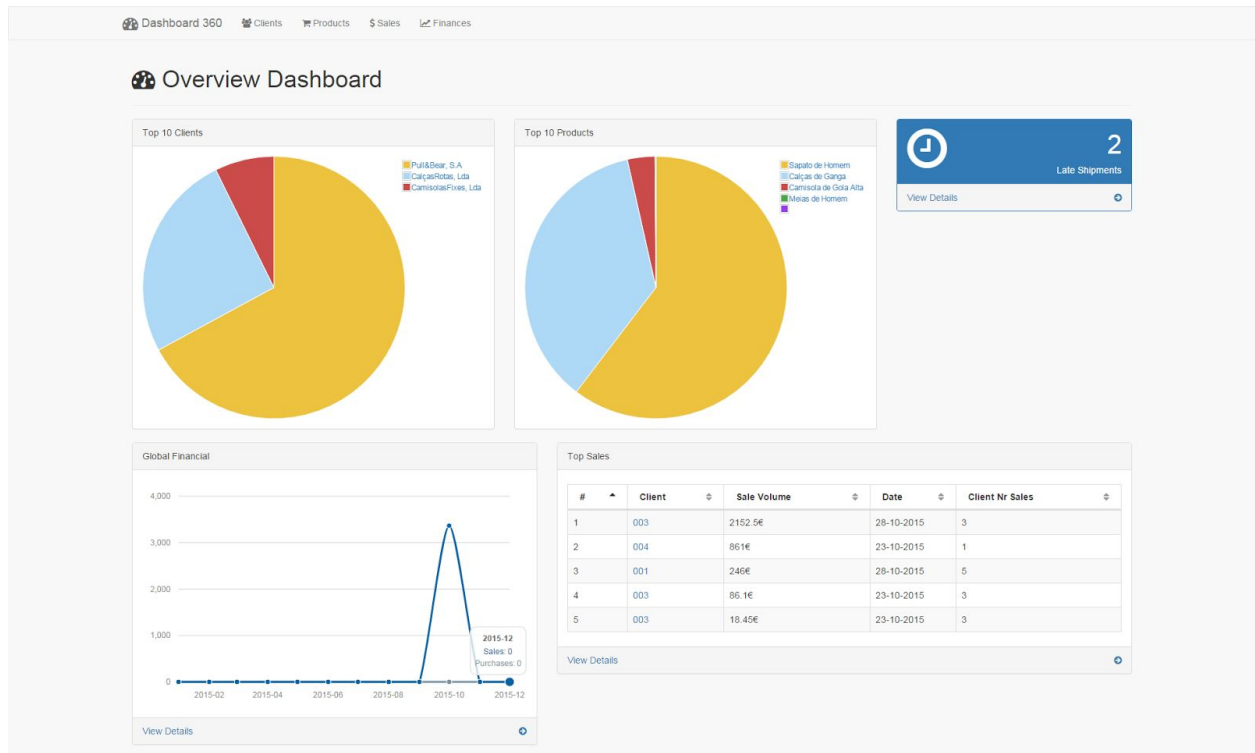 Dashboard 360 Clients Products $ Sales Finances
Overview Dashboard
Top 10 Clients
Pull&Bear, S.A
CalçasRotas, Lda
CamisolasFixes, Lda
Top 10 Products
Sapato de Homem
Calças de Ganga
Camisola de Gola Alta
Meias de Homem
2
Late Shipments
View Details
Global Financial
4,000
3,000
2,000
1,000
0
2015-12
Sales: 0
Purchases: 0
2015-02 2015-04 2015-06 2015-08 2015-10 2015-12
View Details
Top Sales
# Client Sale Volume Date Client Nr Sales
1 003 2152.5€ 28-10-2015 3
2 004 861€ 23-10-2015 1
3 001 246€ 28-10-2015 5
4 003 86.1€ 23-10-2015 3
5 003 18.45€ 23-10-2015 3
View Details